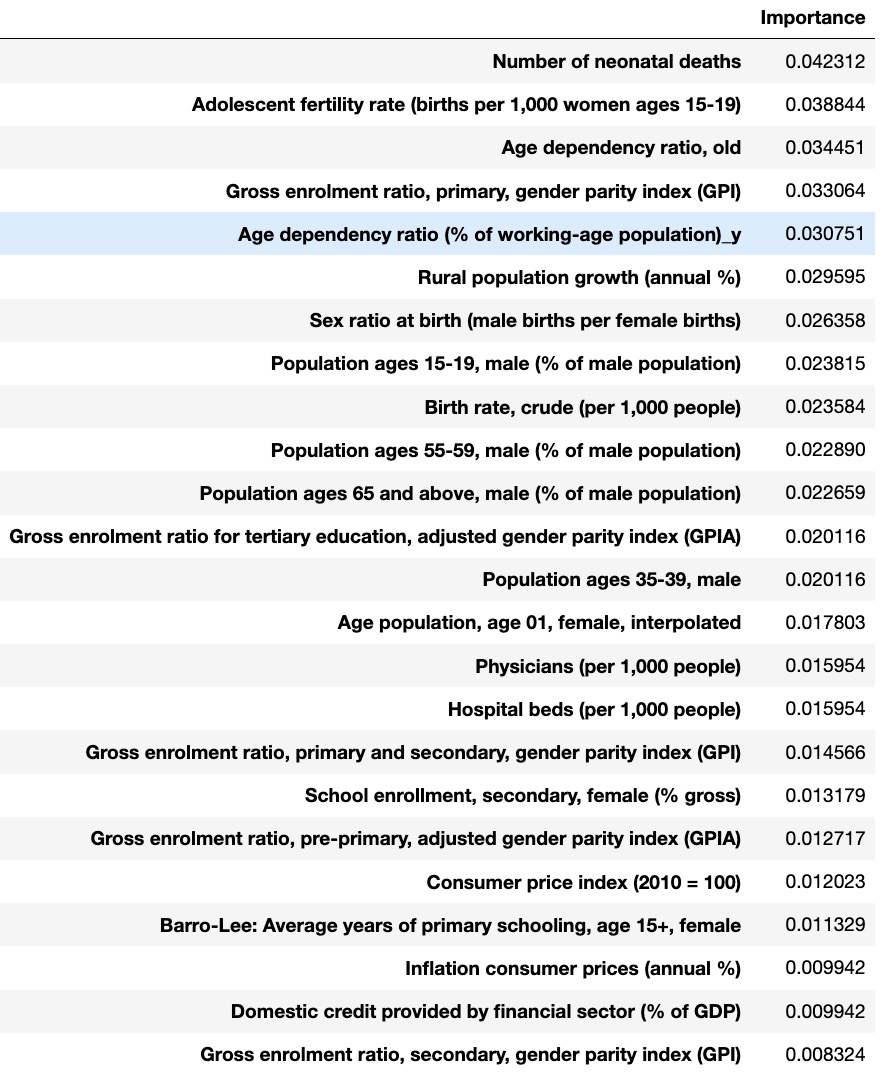 Importance
Number of neonatal deaths 0.042312
Adolescent fertility rate (births per 1,000 women ages 15-19) 0.038844
Age dependency ratio, old 0.034451
Gross enrolment ratio, primary, gender parity index (GPI) 0.033064
Age dependency ratio (% of working-age population)_y 0.030751
Rural population growth (annual %) 0.029595
Sex ratio at birth (male births per female births) 0.026358
Population ages 15-19, male (% of male population) 0.023815
Birth rate, crude (per 1,000 people) 0.023584
Population ages 55-59, male (% of male population) 0.022890
Population ages 65 and above, male (% of male population) 0.022659
Gross enrolment ratio for tertiary education, adjusted gender parity index (GPIA) 0.020116
Population ages 35-39, male 0.020116
Age population, age 01, female, interpolated 0.017803
Physicians (per 1,000 people) 0.015954
Hospital beds (per 1,000 people) 0.015954
Gross enrolment ratio, primary and secondary, gender parity index (GPI) 0.014566
School enrollment, secondary, female (% gross) 0.013179
Gross enrolment ratio, pre-primary, adjusted gender parity index (GPIA) 0.012717
Consumer price index (2010 = 100) 0.012023
Barro-Lee: Average years of primary schooling, age 15+, female 0.011329
Inflation consumer prices (annual %) 0.009942
Domestic credit provided by financial sector (% of GDP) 0.009942
Gross enrolment ratio, secondary, gender parity index (GPI) 0.008324